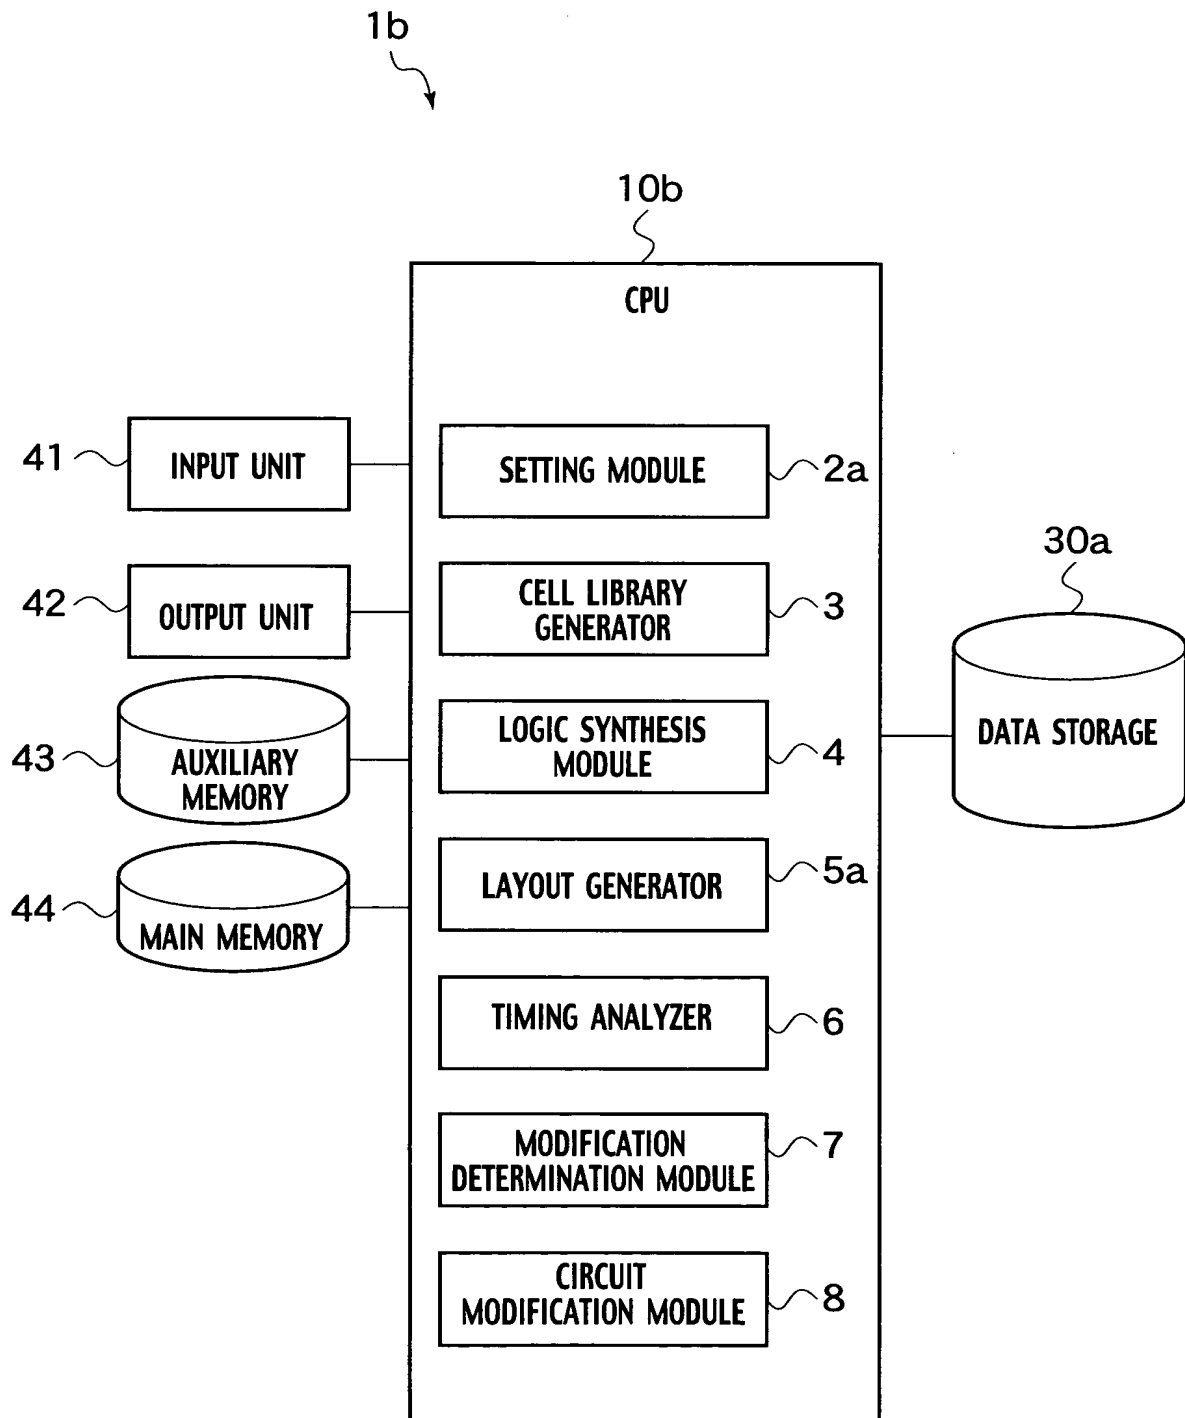 1b
10b
CPU
41
INPUT UNIT
SETTING MODULE
2a
42
OUTPUT UNIT
CELL LIBRARY
GENERATOR
3
30a
43
AUXILIARY
MEMORY
LOGIC SYNTHESIS
MODULE
4
DATA STORAGE
44
MAIN MEMORY
LAYOUT GENERATOR
5a
TIMING ANALYZER
6
MODIFICATION
DETERMINATION MODULE
7
CIRCUIT
MODIFICATION MODULE
8